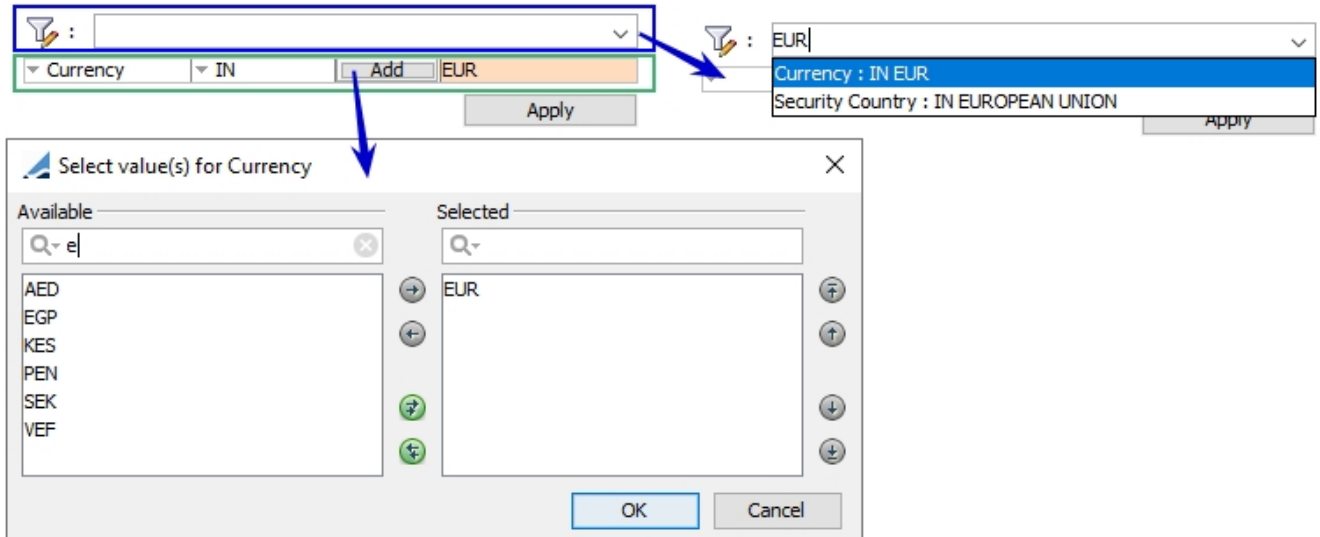 :
Currency IN Add EUR
Apply
: EUR
Currency : IN EUR
Security Country : IN EUROPEAN UNION
Apply
Select value(s) for Currency
Available
e
AED
EGP
KES
PEN
SEK
VEF
Selected
EUR
OK Cancel